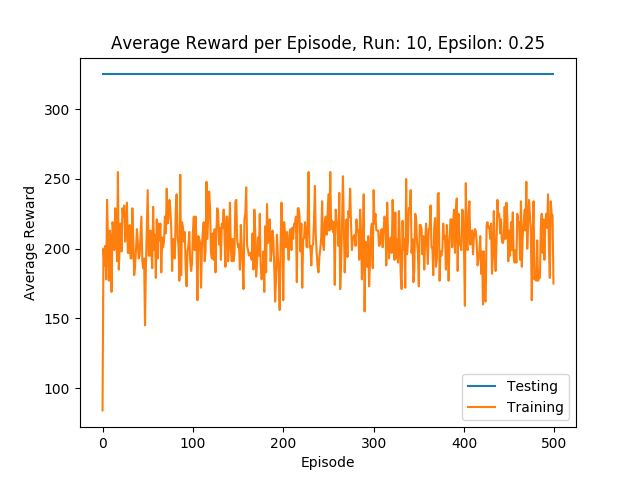 Average Reward per Episode, Run: 10, Epsilon: 0.25
300
250
200
150
100
Average Reward
0
100
200
300
400
500
Episode
Testing
Training